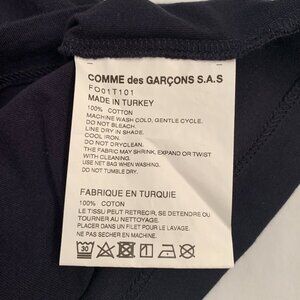 COMME des GARÇONS S.A.S
FO01T101
MADE IN TURKEY
100% COTTON
MACHINE WASH COLD, GENTLE CYCLE.
DO NOT BLEACH.
LINE DRY IN SHADE.
COOL IRON.
DO NOT DRYCLEAN.
THE FABRIC MAY SHRINK, EXPAND OR TWIST
WITH CLEANING.
USE NET BAG WHEN WASHING.
DO NOT TUMBLE DRY.
FABRIQUE EN TURQUIE
100% COTON
LE TISSU PEUT RETRECIR, SE DETENDRE OU
TOURNER AU NETTOYAGE.
PLACER DANS UN FILET POUR LE LAVAGE.
NE PAS SECHER EN MACHINE.
30